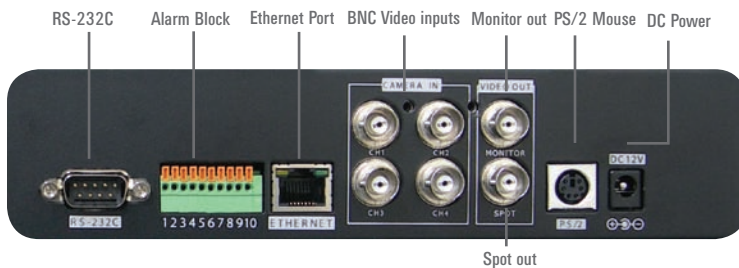 RS-232C Alarm Block Ethernet Port BNC Video inputs Monitor out PS/2 Mouse DC Power
CAMERA IN VIDEO OUT
CH1 CH2 MONITOR DC12V
RS-232C 12345678910 ETHERNET CH3 CH4 SPOT PS/2
Spot out